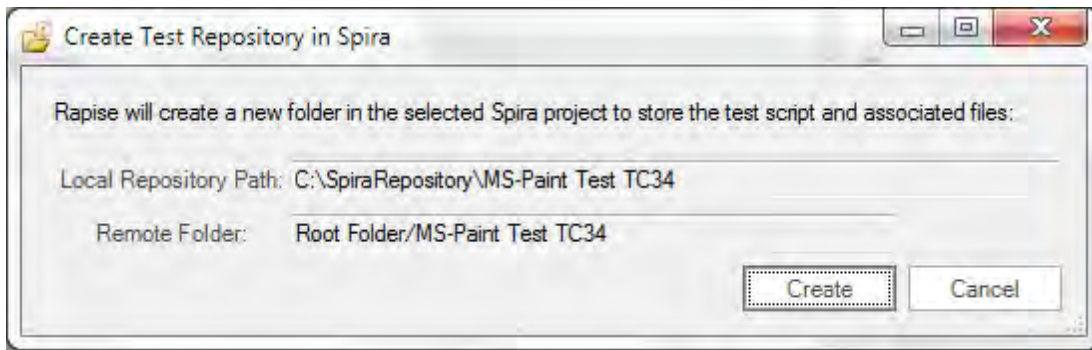 Create Test Repository in Spira
Rapise will create a new folder in the selected Spira project to store the test script and associated files:
Local Repository Path: C:\SpiraRepository\MS-Paint Test TC34
Remote Folder: Root Folder/MS-Paint Test TC34
Create Cancel